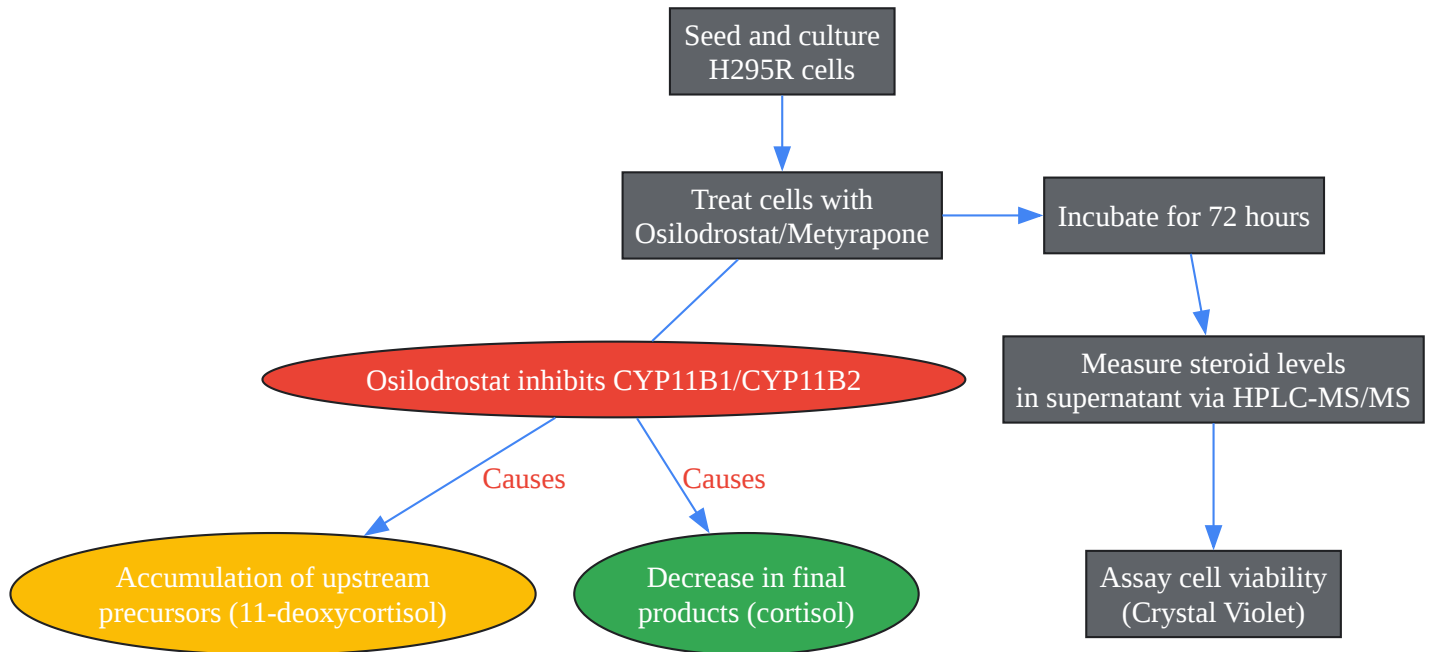 Seed and culture
H295R cells
Treat cells with
Osilodrostat/Metyrapone
Incubate for 72 hours
Osilodrostat inhibits CYP11B1/CYP11B2
Measure steroid levels
in supernatant via HPLC-MS/MS
Causes
Causes
Accumulation of upstream
precursors (11-deoxycortisol)
Decrease in final
products (cortisol)
Assay cell viability
(Crystal Violet)